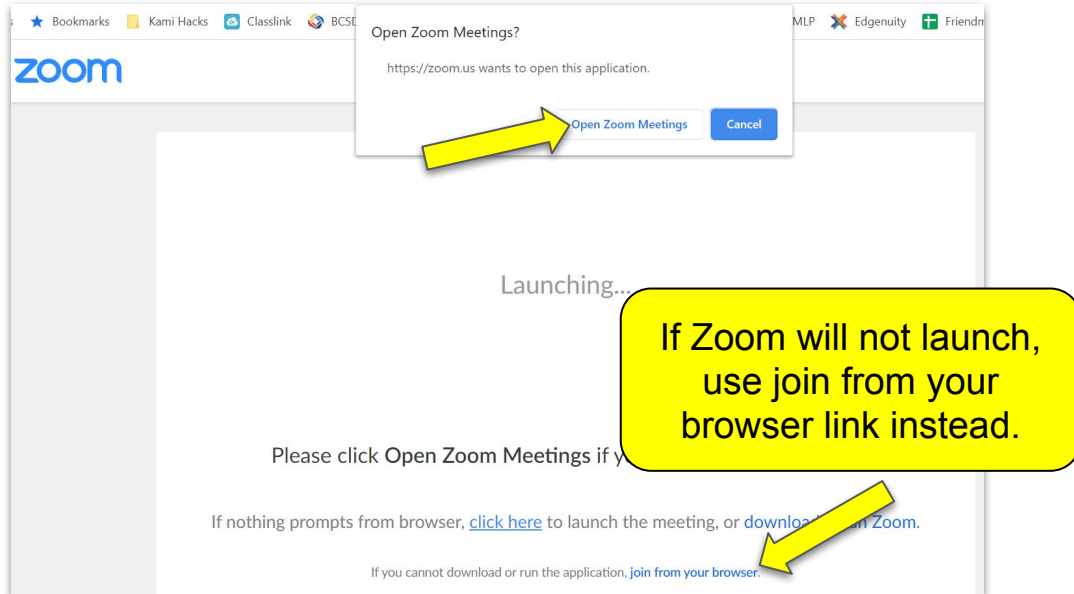 Bookmarks Kami Hacks Classlink BCSD MLP Edgenuity Friendm
Open Zoom Meetings?
https://zoom.us wants to open this application.
zoom
Open Zoom Meetings Cancel
Launching...
If Zoom will not launch,
use join from your
browser link instead.
Please click Open Zoom Meetings if
If nothing prompts from browser, click here to launch the meeting, or Zoom.
If you cannot download or run the application, join from your browser.